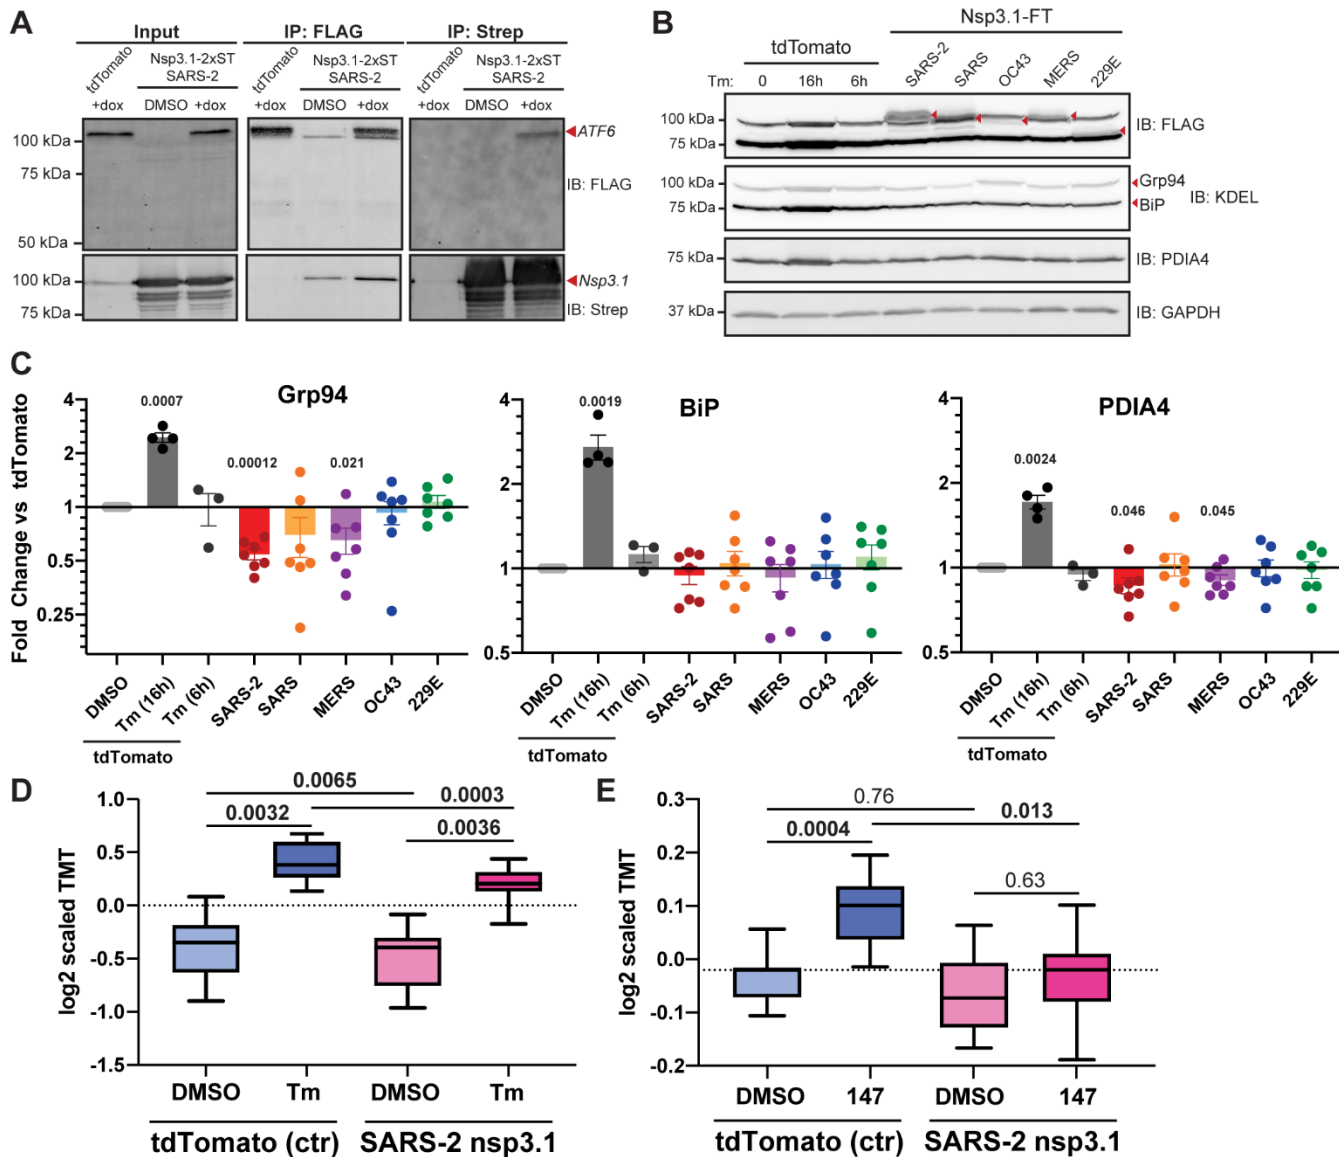 A
Input
IP: FLAG
IP: Strep
tdTomato
Nsp3.1-2xST
SARS-2
tdTomato
Nsp3.1-2xST
SARS-2
tdTomato
Nsp3.1-2xST
SARS-2
+dox DMSO +dox
+dox DMSO +dox
+dox DMSO +dox
100 kDa
75 kDa
50 kDa
ATF6
IB: FLAG
100 kDa
75 kDa
Nsp3.1
IB: Strep
B
Nsp3.1-FT
tdTomato
SARS-2 SARS OC43 MERS 229E
Tm: 0 16h 6h
100 kDa
75 kDa
IB: FLAG
100 kDa
75 kDa
Grp94
BiP
IB: KDEL
75 kDa
IB: PDIA4
37 kDa
IB: GAPDH
C
Fold Change vs tdTomato
Grp94
4
2
1
0.5
0.25
0.0007
0.00012
0.021
DMSO Tm (16h) Tm (6h) SARS-2 SARS MERS OC43 229E
tdTomato
BiP
4
2
1
0.5
0.0019
DMSO Tm (16h) Tm (6h) SARS-2 SARS MERS OC43 229E
tdTomato
PDIA4
4
2
1
0.5
0.0024
0.046
0.045
DMSO Tm (16h) Tm (6h) SARS-2 SARS MERS OC43 229E
tdTomato
D
log2 scaled TMT
1.0
0.5
0.0
-0.5
-1.0
-1.5
0.0065
0.0032
0.0003
0.0036
DMSO Tm DMSO Tm
tdTomato (ctr) SARS-2 nsp3.1
E
log2 scaled TMT
0.3
0.2
0.1
0.0
-0.1
-0.2
0.76
0.0004
0.013
0.63
DMSO 147 DMSO 147
tdTomato (ctr) SARS-2 nsp3.1